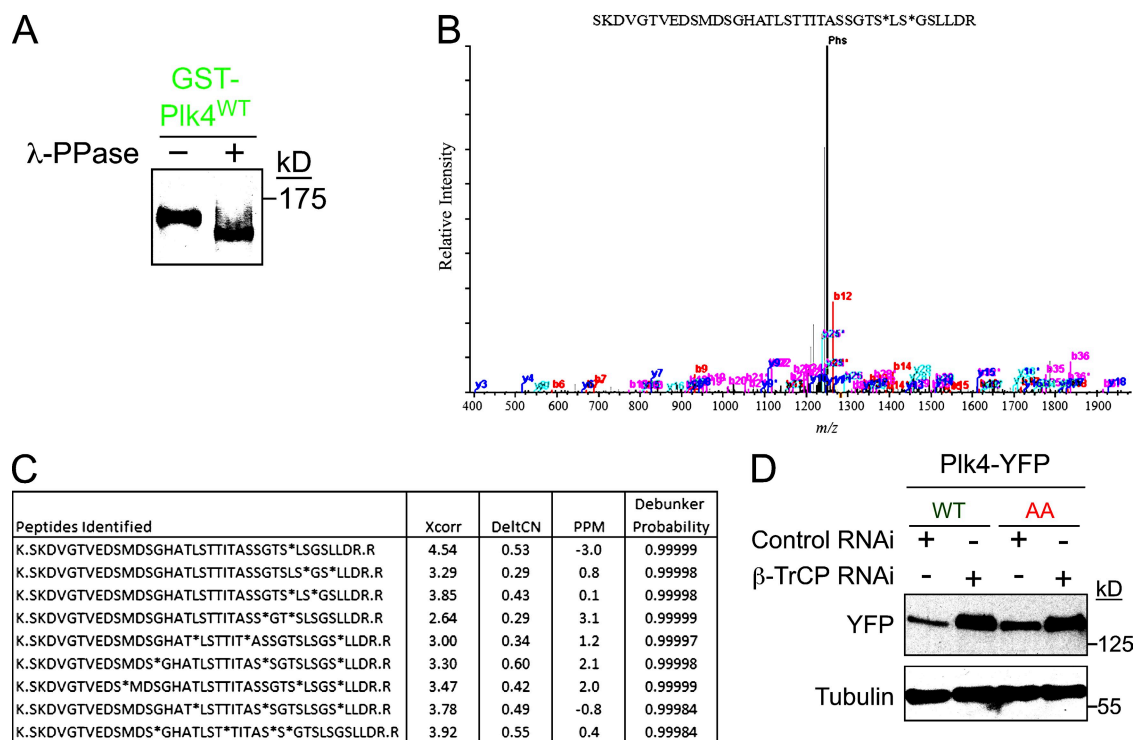 A
GST-
Plk4WT
λ-PPase − +
kD
175
B
SKDVGTVEDSMDSGHATLSTTITASSGTS*LS*GSLLDR
Phs
b12
b9
b14
b36
b35
y3
y4
b6
b7
y7
Relative Intensity
400 500 600 700 800 900 1000 1100 1200 1300 1400 1500 1600 1700 1800 1900
m/z
C
Peptides Identified Xcorr DeltCN PPM Debunker Probability
K.SKDVGTVEDSMDSGHATLSTTITASSGTS*LSGSLLDR.R 4.54 0.53 -3.0 0.99999
K.SKDVGTVEDSMDSGHATLSTTITASSGTSLS*GS*LLDR.R 3.29 0.29 0.8 0.99998
K.SKDVGTVEDSMDSGHATLSTTITASSGTS*LS*GSLLDR.R 3.85 0.43 0.1 0.99998
K.SKDVGTVEDSMDSGHATLSTTITASS*GT*SLSGSLLDR.R 2.64 0.29 3.1 0.99999
K.SKDVGTVEDSMDSGHAT*LSTTIT*ASSGTSLSGS*LLDR.R 3.00 0.34 1.2 0.99997
K.SKDVGTVEDSMDS*GHATLSTTITAS*SGTSLSGS*LLDR.R 3.30 0.60 2.1 0.99998
K.SKDVGTVEDS*MDSGHATLSTTITASSGTS*LSGS*LLDR.R 3.47 0.42 2.0 0.99999
K.SKDVGTVEDSMDSGHAT*LSTTITAS*SGTSLSGS*LLDR.R 3.78 0.49 -0.8 0.99984
K.SKDVGTVEDSMDS*GHATLST*TITAS*S*GTSLSGSLLDR.R 3.92 0.55 0.4 0.99984
D
Plk4-YFP
WT AA
Control RNAi + - + -
β-TrCP RNAi - + - +
kD
YFP
125
Tubulin
55